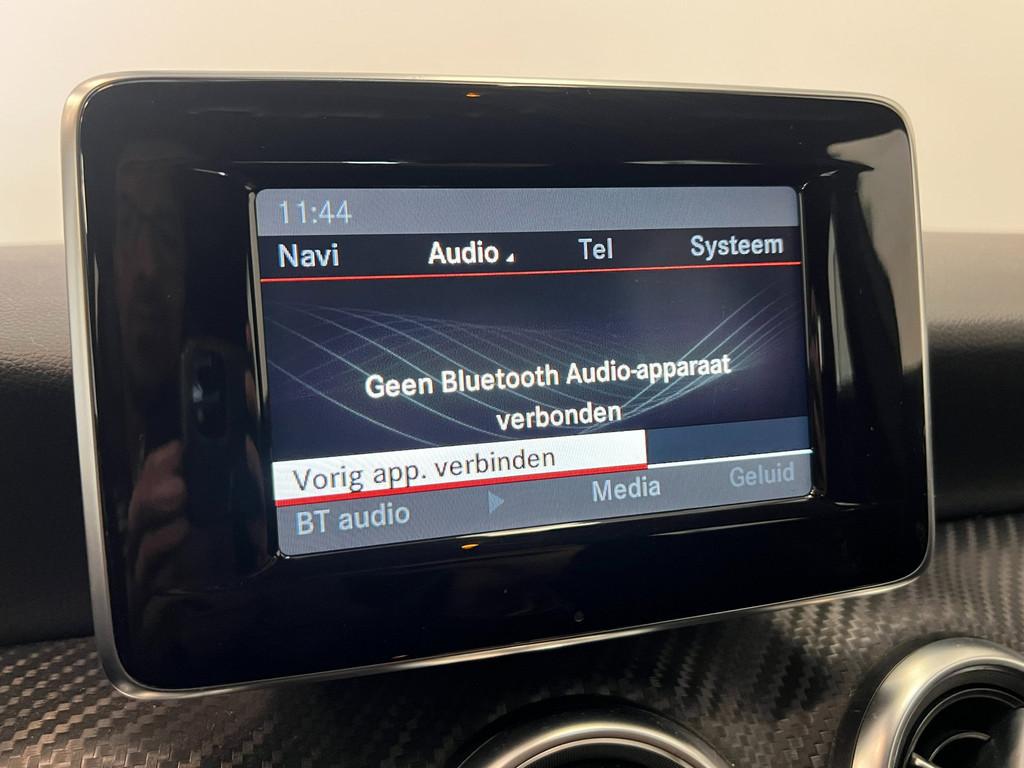 11:44
Navi Audio Tel Systeem
Geen Bluetooth Audio-apparaat
verbonden
Vorig app. verbinden
BT audio Media Geluid